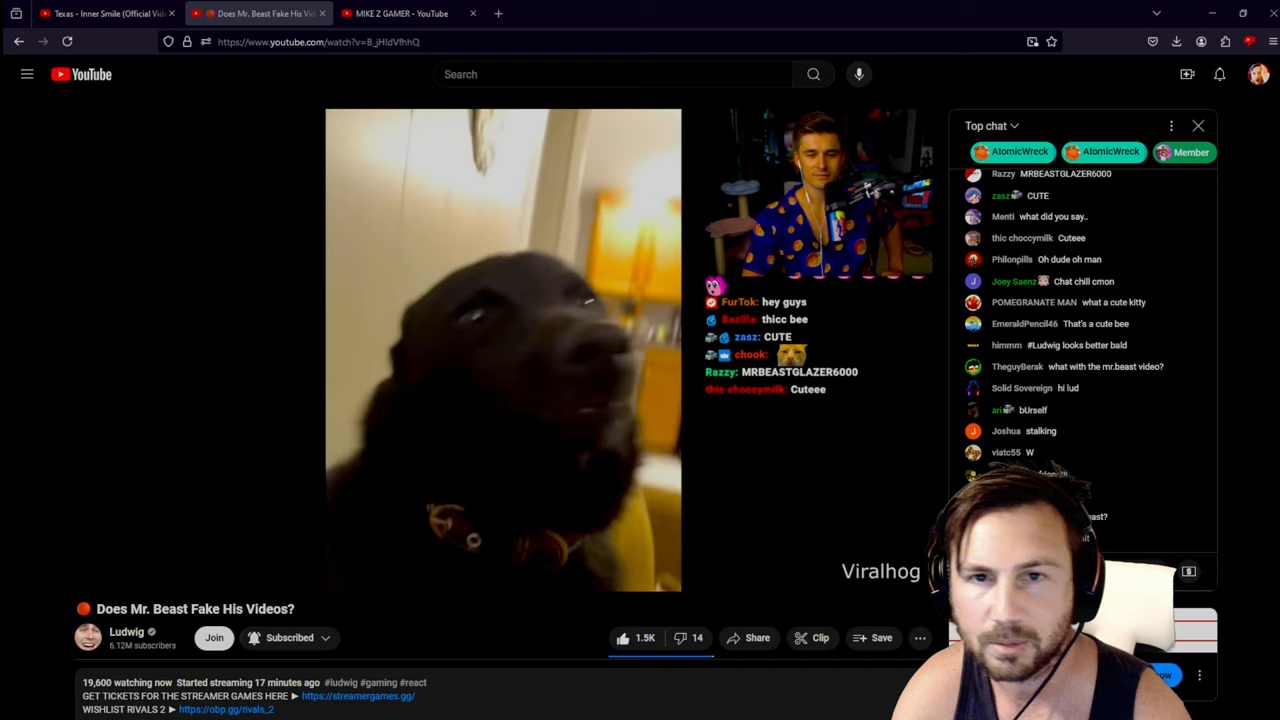 Texas - Inner Smile (Official Vid
Does Mr. Beast Fake His Vid
MIKE Z GAMER - YouTube
https://www.youtube.com/watch?v=B_jHIdVfhhQ
YouTube
Search
Top chat
AtomicWreck
AtomicWreck
Member
Razzy MRBEASTGLAZER6000
zasz CUTE
Menti what did you say..
thic choccymilk Cuteee
Philonpills Oh dude oh man
Joey Saenz Chat chill cmon
POMEGRANATE MAN what a cute kitty
EmeraldPencil46 That's a cute bee
himmm #Ludwig looks better bald
TheguyBerak what with the mr.beast video?
Solid Sovereign hi lud
ari bUrself
Joshua stalking
viatc55 W
FurTok: hey guys
Bazilla: thicc bee
zasz: CUTE
chook:
Razzy: MRBEASTGLAZER6000
thic choccymilk: Cuteee
Viralhog
Does Mr. Beast Fake His Videos?
Ludwig
6.12M subscribers
Join
Subscribed
1.5K
14
Share
Clip
Save
19,600 watching now Started streaming 17 minutes ago #ludwig #gaming #react
GET TICKETS FOR THE STREAMER GAMES HERE ► https://streamergames.gg/
WISHLIST RIVALS 2 ► https://obp.gg/rivals_2